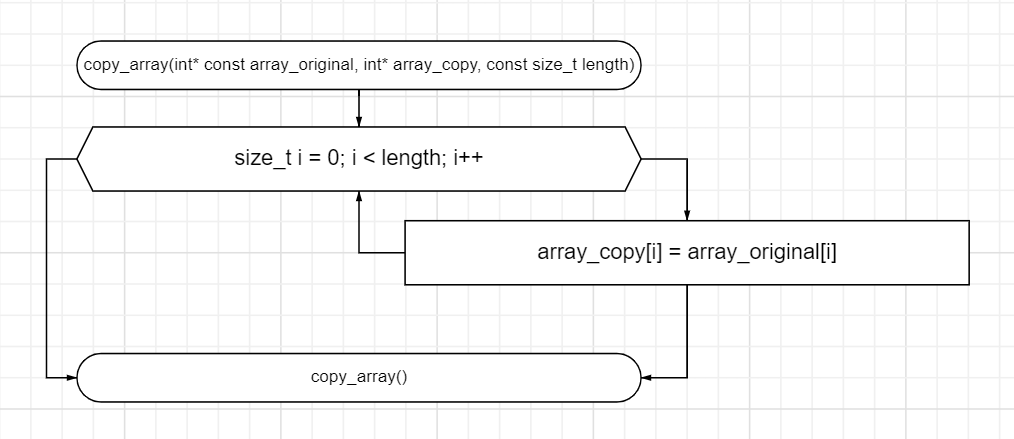 copy_array(int* const array_original, int* array_copy, const size_t length)
size_t i = 0; i < length; i++
array_copy[i] = array_original[i]
copy_array()